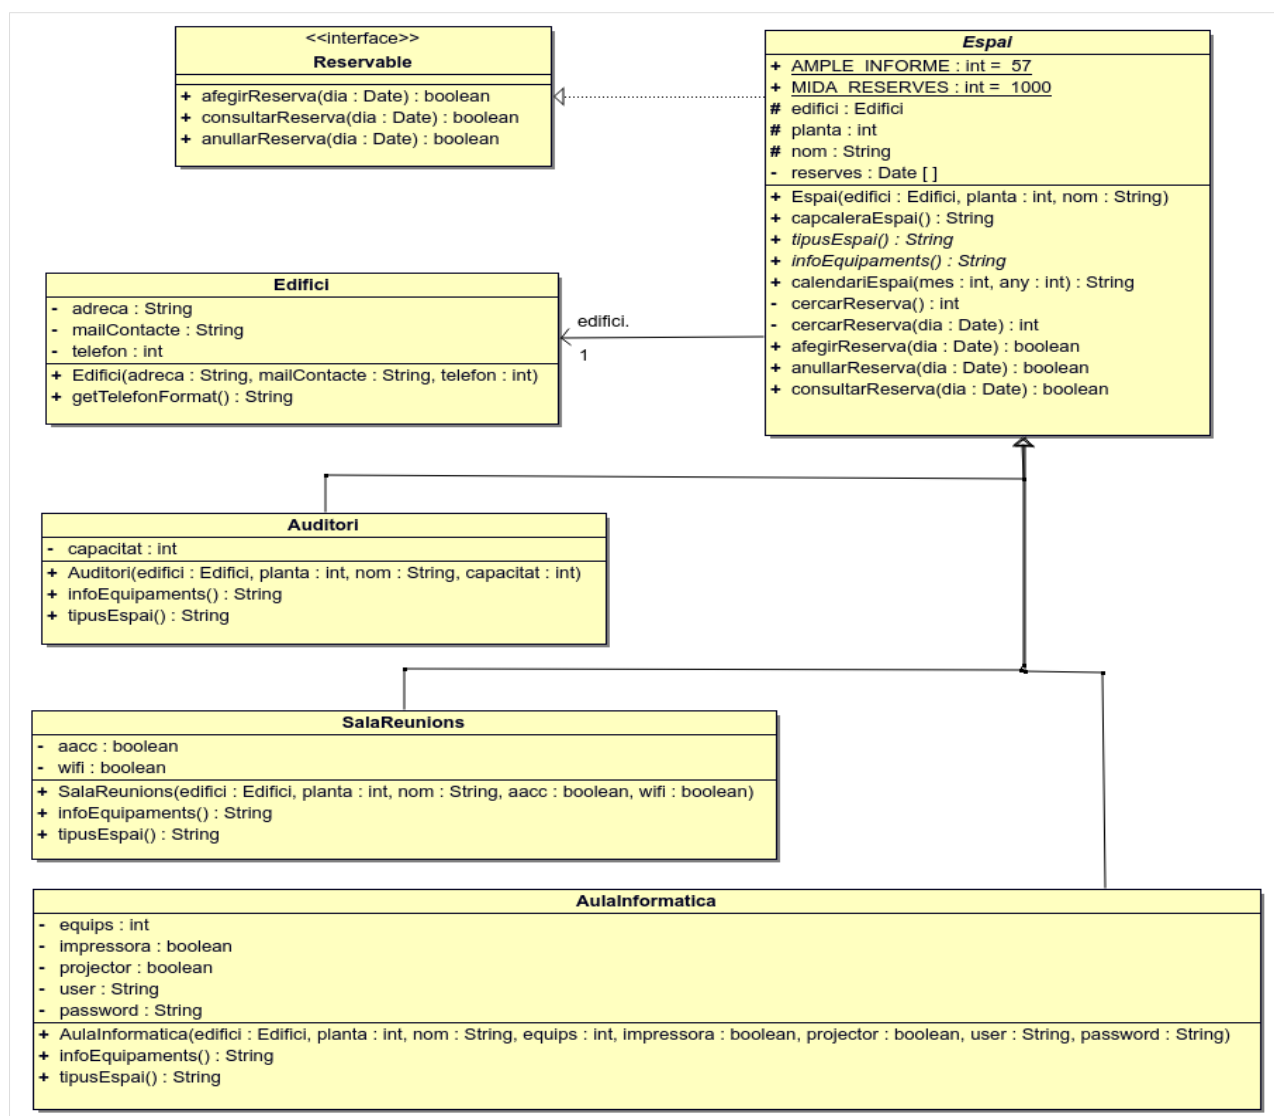 <<interface>>
Reservable
+ afegirReserva(dia : Date) : boolean
+ consultarReserva(dia : Date) : boolean
+ anullarReserva(dia : Date) : boolean
Espai
+ AMPLE_INFORME : int = 57
+ MIDA_RESERVES : int = 1000
# edifici : Edifici
# planta : int
# nom : String
- reserves : Date [ ]
+ Espai(edifici : Edifici, planta : int, nom : String)
+ capcaleraEspai() : String
+ tipusEspai() : String
+ infoEquipaments() : String
+ calendariEspai(mes : int, any : int) : String
- cercarReserva() : int
- cercarReserva(dia : Date) : int
+ afegirReserva(dia : Date) : boolean
+ anullarReserva(dia : Date) : boolean
+ consultarReserva(dia : Date) : boolean
Edifici
- adreca : String
- mailContacte : String
- telefon : int
+ Edifici(adreca : String, mailContacte : String, telefon : int)
+ getTelefonFormat() : String
edifici.
1
Auditori
- capacitat : int
+ Auditori(edifici : Edifici, planta : int, nom : String, capacitat : int)
+ infoEquipaments() : String
+ tipusEspai() : String
SalaReunions
- aacc : boolean
- wifi : boolean
+ SalaReunions(edifici : Edifici, planta : int, nom : String, aacc : boolean, wifi : boolean)
+ infoEquipaments() : String
+ tipusEspai() : String
AulaInformatica
- equips : int
- impressora : boolean
- projector : boolean
- user : String
- password : String
+ AulaInformatica(edifici : Edifici, planta : int, nom : String, equips : int, impressora : boolean, projector : boolean, user : String, password : String)
+ infoEquipaments() : String
+ tipusEspai() : String